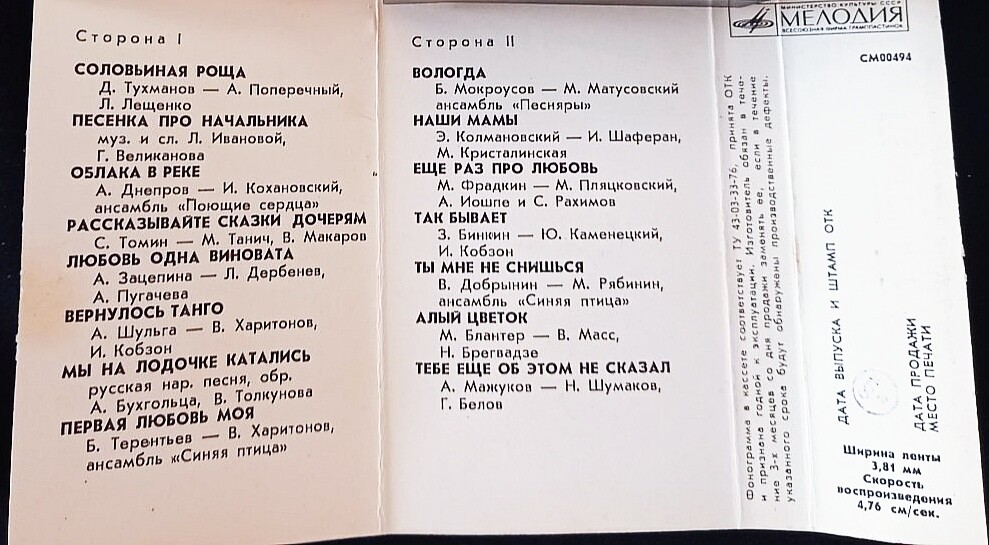 Сторона I
СОЛОВЬИНАЯ РОЩА
Д. Тухманов — А. Поперечный,
Л. Лещенко
ПЕСЕНКА ПРО НАЧАЛЬНИКА
муз. и сл. Л. Ивановой,
Г. Великанова
ОБЛАКА В РЕКЕ
А. Днепров — И. Кохановский,
ансамбль «Поющие сердца»
РАССКАЗЫВАЙТЕ СКАЗКИ ДОЧЕРЯМ
С. Томин — М. Танич, В. Макаров
ЛЮБОВЬ ОДНА ВИНОВАТА
А. Зацепина — Л. Дербенев,
А. Пугачева
ВЕРНУЛОСЬ ТАНГО
А. Шульга — В. Харитонов,
И. Кобзон
МЫ НА ЛОДОЧКЕ КАТАЛИСЬ
русская нар. песня, обр.
А. Бухгольца, В. Толкунова
ПЕРВАЯ ЛЮБОВЬ МОЯ
Б. Терентьев — В. Харитонов,
ансамбль «Синяя птица»
Сторона II
ВОЛОГДА
Б. Мокроусов — М. Матусовский
ансамбль «Песняры»
НАШИ МАМЫ
Э. Колмановский — И. Шаферан,
М. Кристалинская
ЕЩЕ РАЗ ПРО ЛЮБОВЬ
М. Фрадкин — М. Пляцковский,
А. Иошпе и С. Рахимов
ТАК БЫВАЕТ
З. Бинкин — Ю. Каменецкий,
И. Кобзон
ТЫ МНЕ НЕ СНИШЬСЯ
В. Добрынин — М. Рябинин,
ансамбль «Синяя птица»
АЛЫЙ ЦВЕТОК
М. Блантер — В. Масс,
Н. Брегвадзе
ТЕБЕ ЕЩЕ ОБ ЭТОМ НЕ СКАЗАЛ
А. Мажуков — Н. Шумаков,
Г. Белов
Фонограмма в кассете соответствует ТУ 43-03-33-76, принята ОТК
и признана годной к эксплуатации. Изготовитель обязан в тече-
ние 3-х месяцев со дня продажи заменять ее, если в течение
указанного срока будут обнаружены производственные дефекты.
МИНИСТЕРСТВО КУЛЬТУРЫ СССР
МЕЛОДИЯ
ВСЕСОЮЗНАЯ ФИРМА ГРАМПЛАСТИНОК
СМ00494
ДАТА ВЫПУСКА И ШТАМП ОТК
ДАТА ПРОДАЖИ
МЕСТО ПЕЧАТИ
Ширина ленты
3,81 мм
Скорость
воспроизведения
4,76 см/сек.